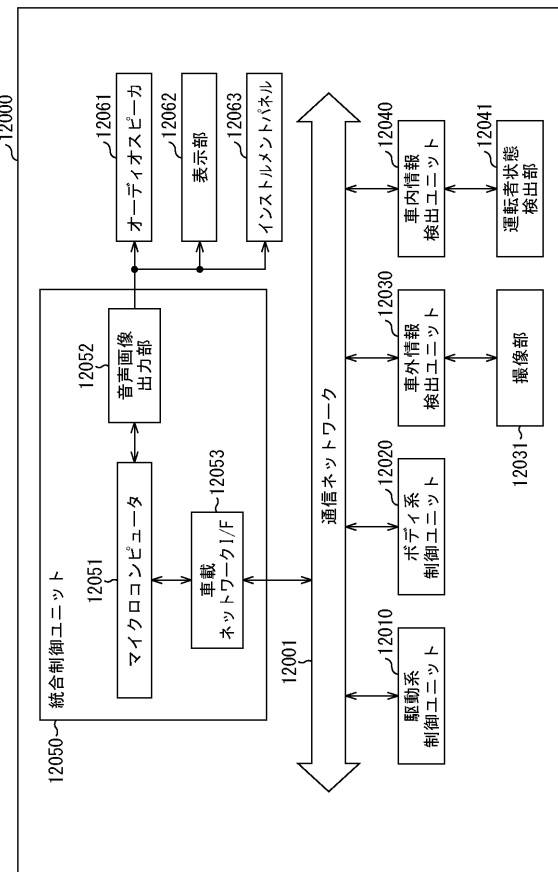 12000
12050
統合制御ユニット
12051
マイクロコンピュータ
12052
音声画像
出力部
12053
車載
ネットワークI/F
12061
オーディオスピーカ
12062
表示部
12063
インストルメントパネル
12001
通信ネットワーク
12010
駆動系
制御ユニット
12020
ボディ系
制御ユニット
12030
車外情報
検出ユニット
12040
車内情報
検出ユニット
12031
撮像部
12041
運転者状態
検出部